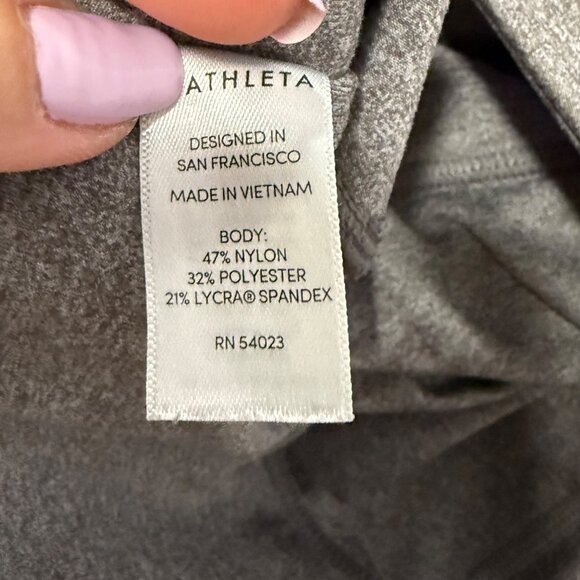 ATHLETA
DESIGNED IN
SAN FRANCISCO
MADE IN VIETNAM
BODY:
47% NYLON
32% POLYESTER
21% LYCRA® SPANDEX
RN 54023